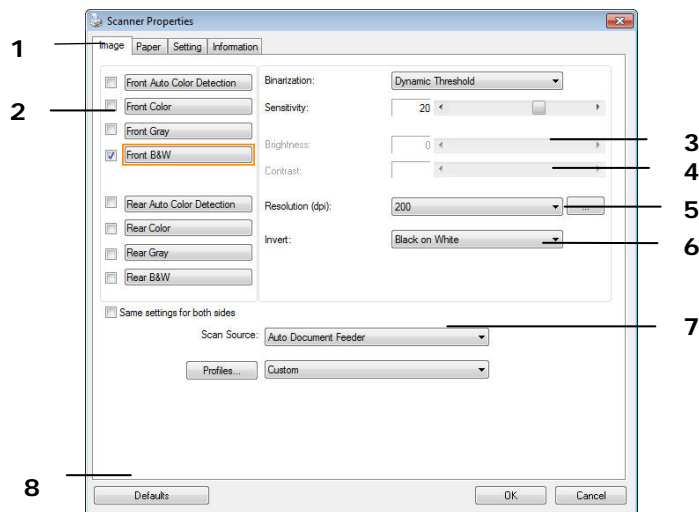 Scanner Properties
1
Image Paper Setting Information
2
Front Auto Color Detection
Front Color
Front Gray
Front B&W
Rear Auto Color Detection
Rear Color
Rear Gray
Rear B&W
Binarization: Dynamic Threshold
Sensitivity: 20
Brightness: 0
3
Contrast:
4
Resolution (dpi): 200 ...
5
Invert: Black on White
6
Same settings for both sides
7
Scan Source: Auto Document Feeder
Profiles... Custom
8
Defaults OK Cancel